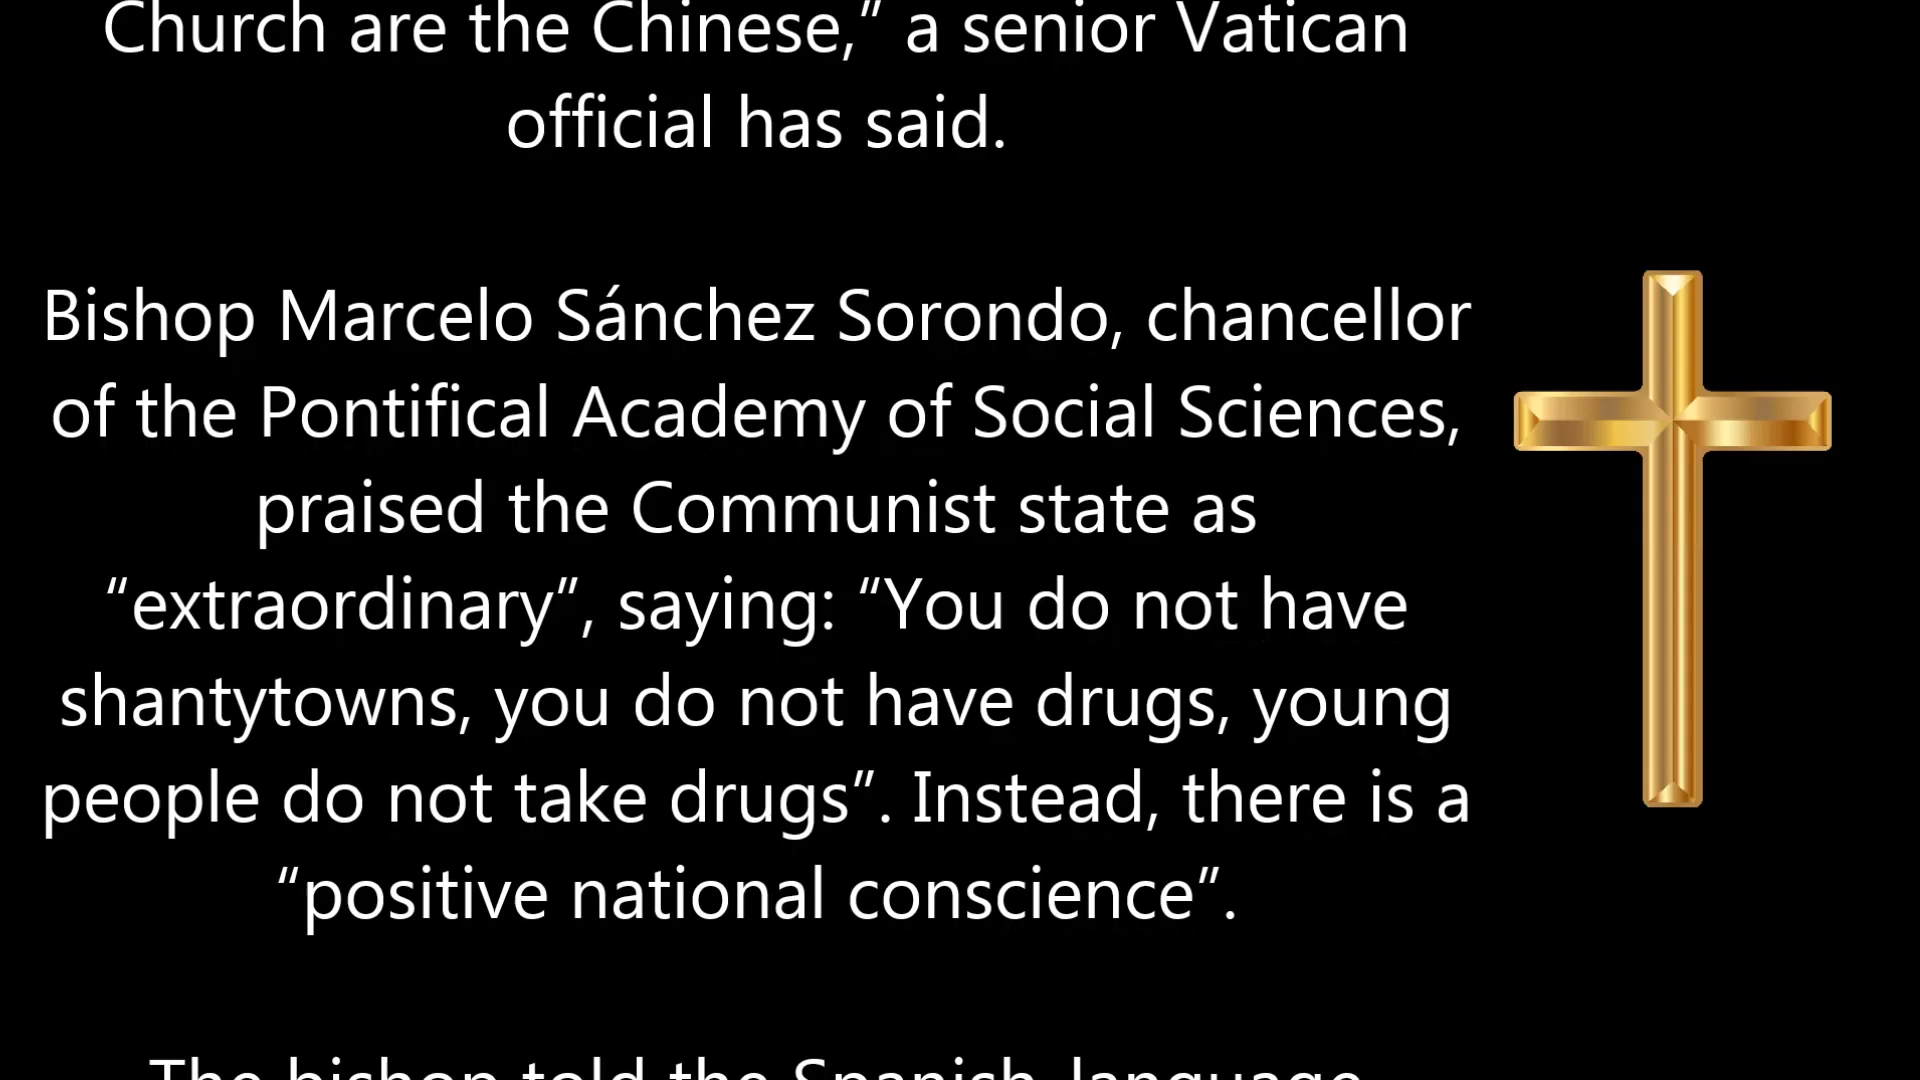 Church are the Chinese,” a senior Vatican
official has said.
Bishop Marcelo Sánchez Sorondo, chancellor
of the Pontifical Academy of Social Sciences,
praised the Communist state as
“extraordinary”, saying: “You do not have
shantytowns, you do not have drugs, young
people do not take drugs”. Instead, there is a
“positive national conscience”.
The bishop told the Spanish-language